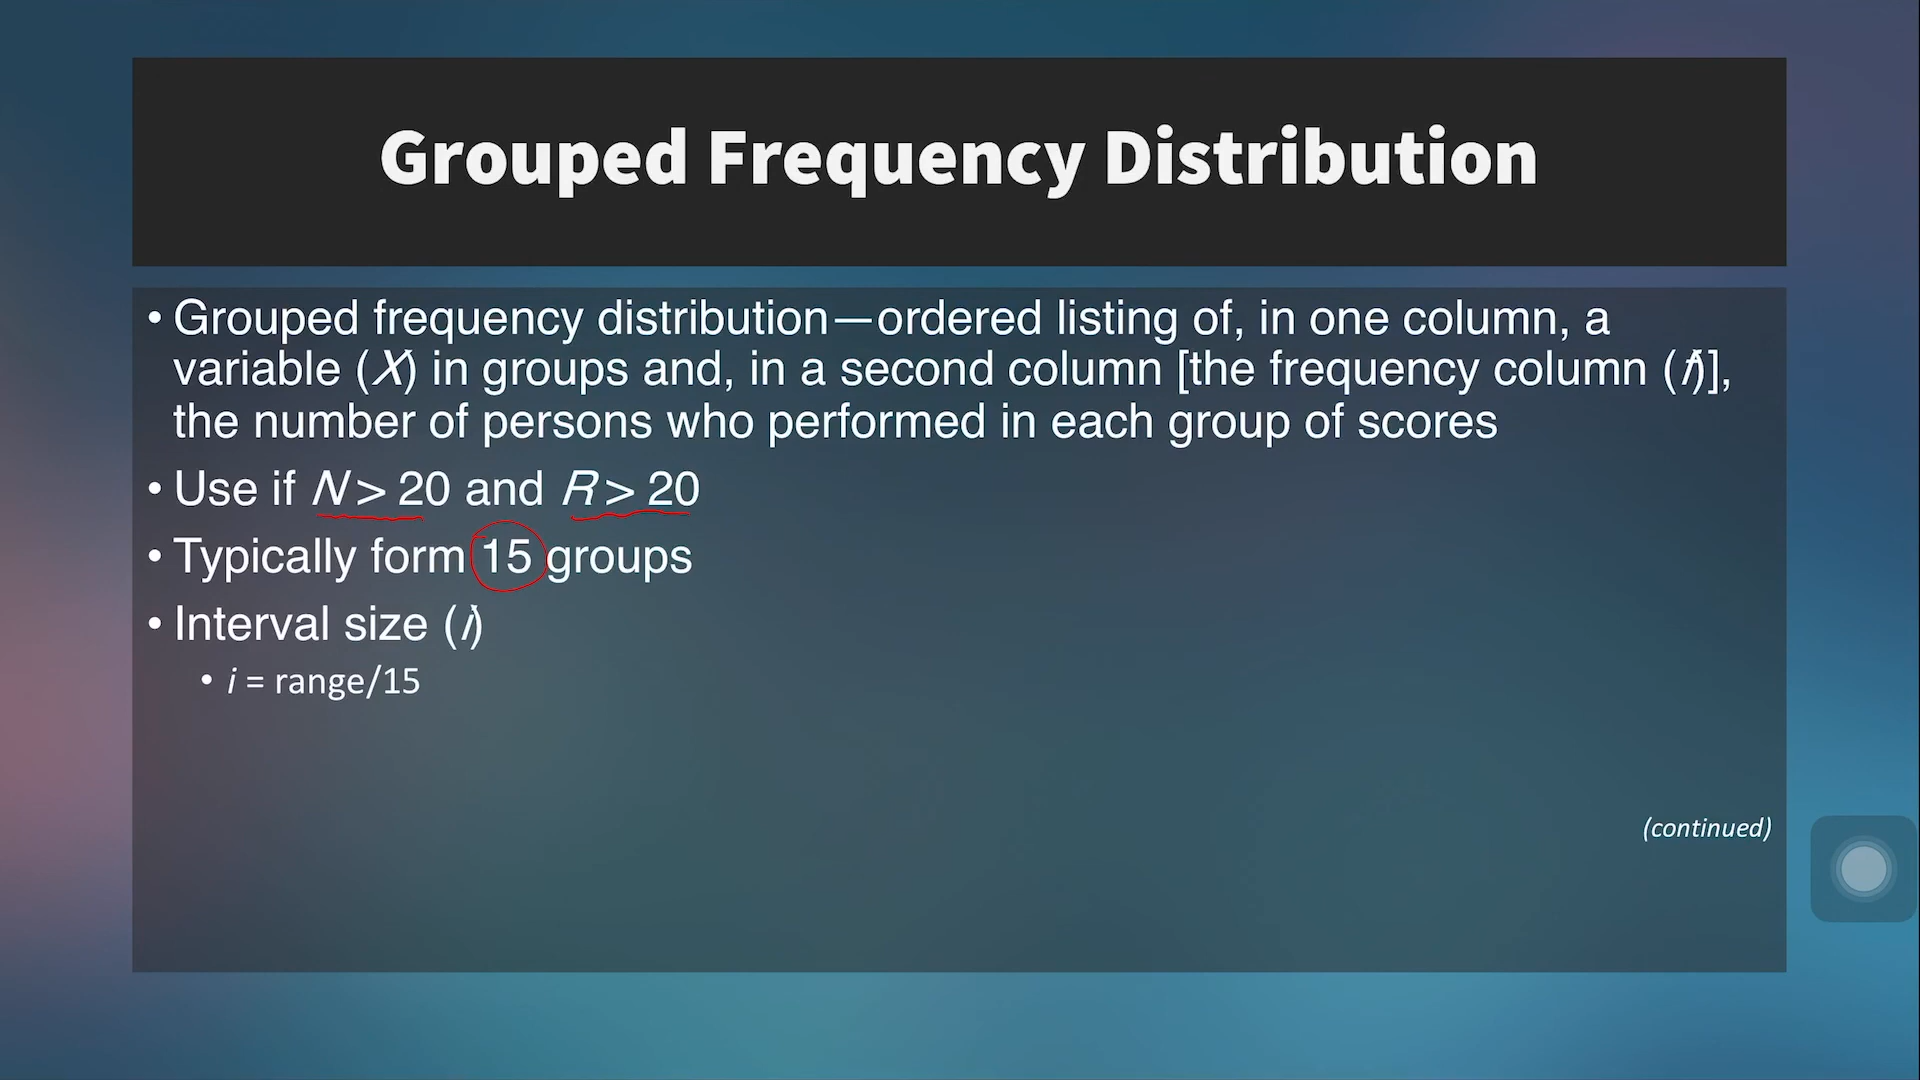 Grouped Frequency Distribution
• Grouped frequency distribution—ordered listing of, in one column, a
variable (X) in groups and, in a second column [the frequency column (f)],
the number of persons who performed in each group of scores
• Use if N > 20 and R > 20
• Typically form 15 groups
• Interval size (i)
• i = range/15
(continued)